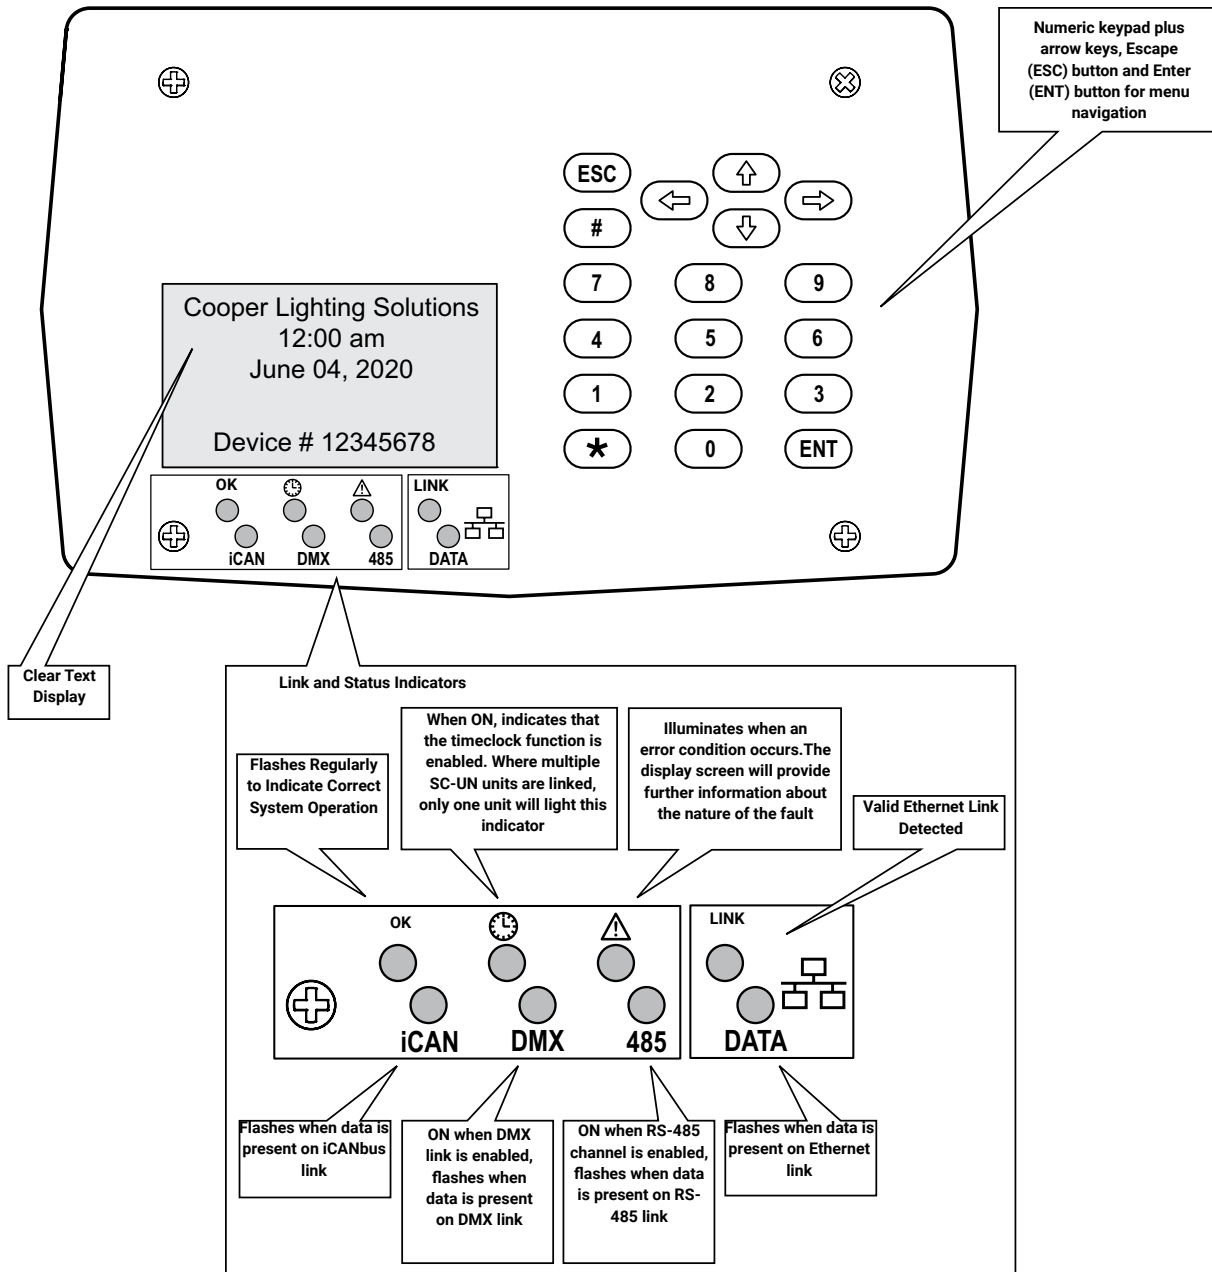 Numeric keypad plus
arrow keys, Escape
(ESC) button and Enter
(ENT) button for menu
navigation
ESC
#
7 8 9
4 5 6
1 2 3
* 0 ENT
Cooper Lighting Solutions
12:00 am
June 04, 2020
Device # 12345678
OK LINK
iCAN DMX 485 DATA
Clear Text
Display
Link and Status Indicators
Flashes Regularly
to Indicate Correct
System Operation
When ON, indicates that
the timeclock function is
enabled. Where multiple
SC-UN units are linked,
only one unit will light this
indicator
Illuminates when an
error condition occurs.The
display screen will provide
further information about
the nature of the fault
Valid Ethernet Link
Detected
OK LINK
iCAN DMX 485 DATA
Flashes when data is
present on iCANbus
link
ON when DMX
link is enabled,
flashes when
data is present
on DMX link
ON when RS-485
channel is enabled,
flashes when data
is present on RS-
485 link
Flashes when data is
present on Ethernet
link